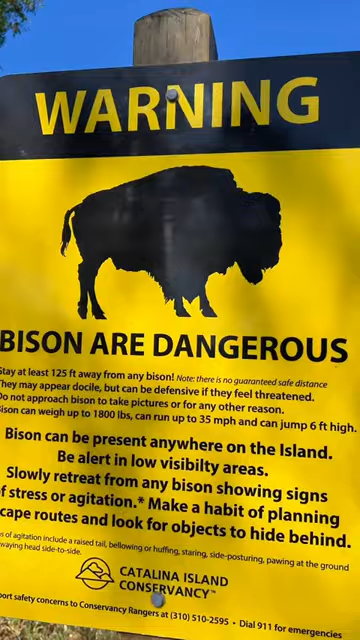 WARNING
BISON ARE DANGEROUS
Stay at least 125 ft away from any bison! Note: there is no guaranteed safe distance
They may appear docile, but can be defensive if they feel threatened.
Do not approach bison to take pictures or for any other reason.
Bison can weigh up to 1800 lbs, can run up to 35 mph and can jump 6 ft high.
Bison can be present anywhere on the Island.
Be alert in low visibilty areas.
Slowly retreat from any bison showing signs
of stress or agitation.* Make a habit of planning
cape routes and look for objects to hide behind.
s of agitation include a raised tail, bellowing or huffing, staring, side-posturing, pawing at the ground
waying head side-to-side.
CATALINA ISLAND
CONSERVANCY™
port safety concerns to Conservancy Rangers at (310) 510-2595 • Dial 911 for emergencies